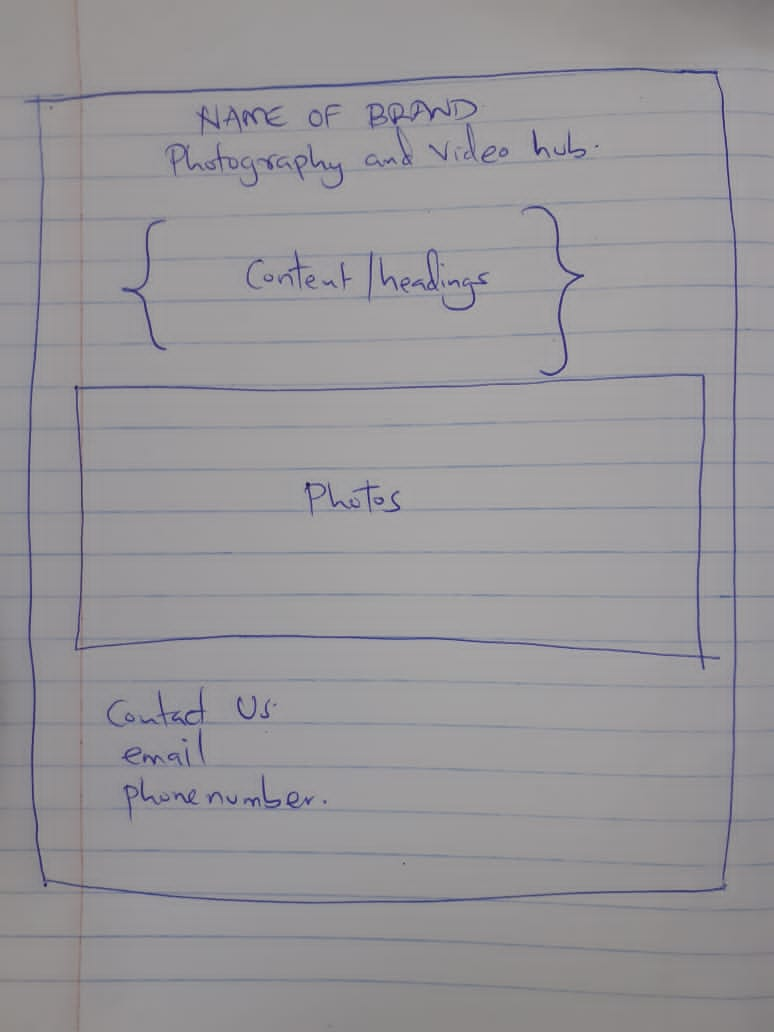 NAME OF BRAND
Photography and video hub.
Content/headings
Photos
Contact Us
email
phone number.